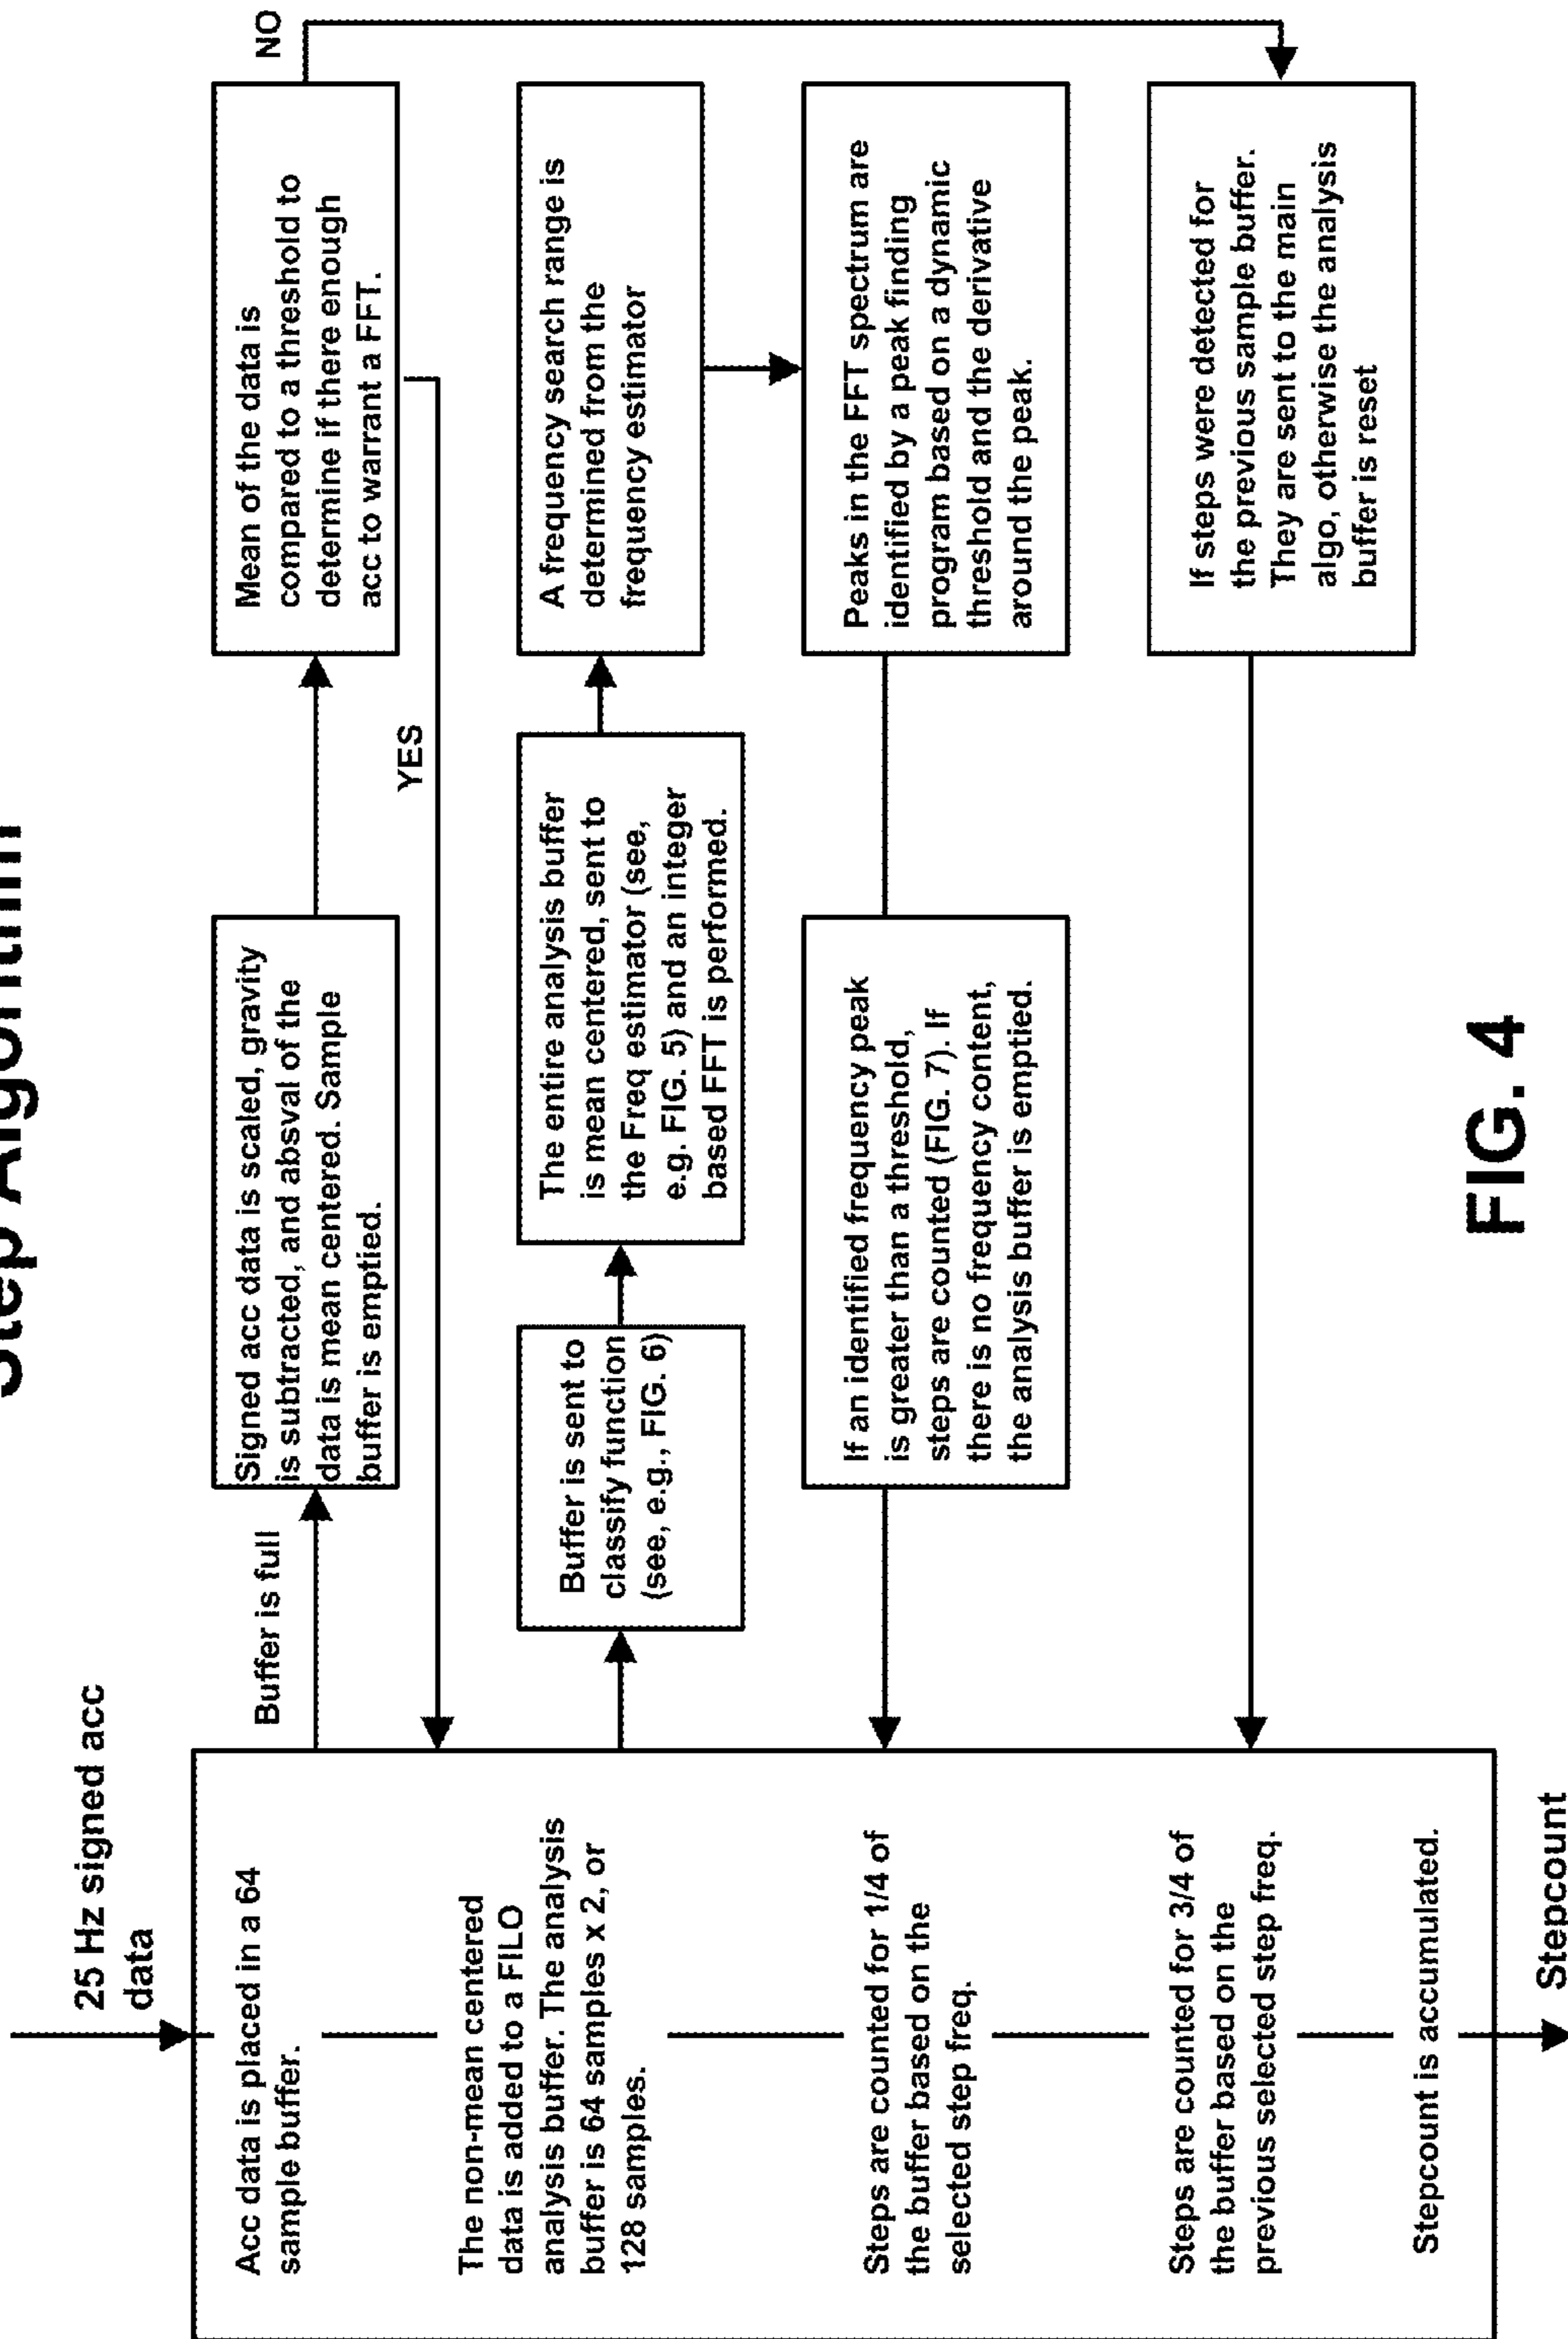 Step Algorithm
25 Hz signed acc
data
Acc data is placed in a 64
sample buffer.
The non-mean centered
data is added to a FILO
analysis buffer. The analysis
buffer is 64 samples x 2, or
128 samples.
Steps are counted for 1/4 of
the buffer based on the
selected step freq.
Steps are counted for 3/4 of
the buffer based on the
previous selected step freq.
Stepcount is accumulated.
Stepcount
Buffer is full
Signed acc data is scaled, gravity
is subtracted, and absval of the
data is mean centered. Sample
buffer is emptied.
Mean of the data is
compared to a threshold to
determine if there enough
acc to warrant a FFT.
NO
YES
Buffer is sent to
classify function
(see, e.g., FIG. 6)
The entire analysis buffer
is mean centered, sent to
the Freq estimator (see,
e.g. FIG. 5) and an integer
based FFT is performed.
A frequency search range is
determined from the
frequency estimator
Peaks in the FFT spectrum are
identified by a peak finding
program based on a dynamic
threshold and the derivative
around the peak.
If an identified frequency peak
is greater than a threshold,
steps are counted (FIG. 7). If
there is no frequency content,
the analysis buffer is emptied.
If steps were detected for
the previous sample buffer.
They are sent to the main
algo, otherwise the analysis
buffer is reset
FIG. 4